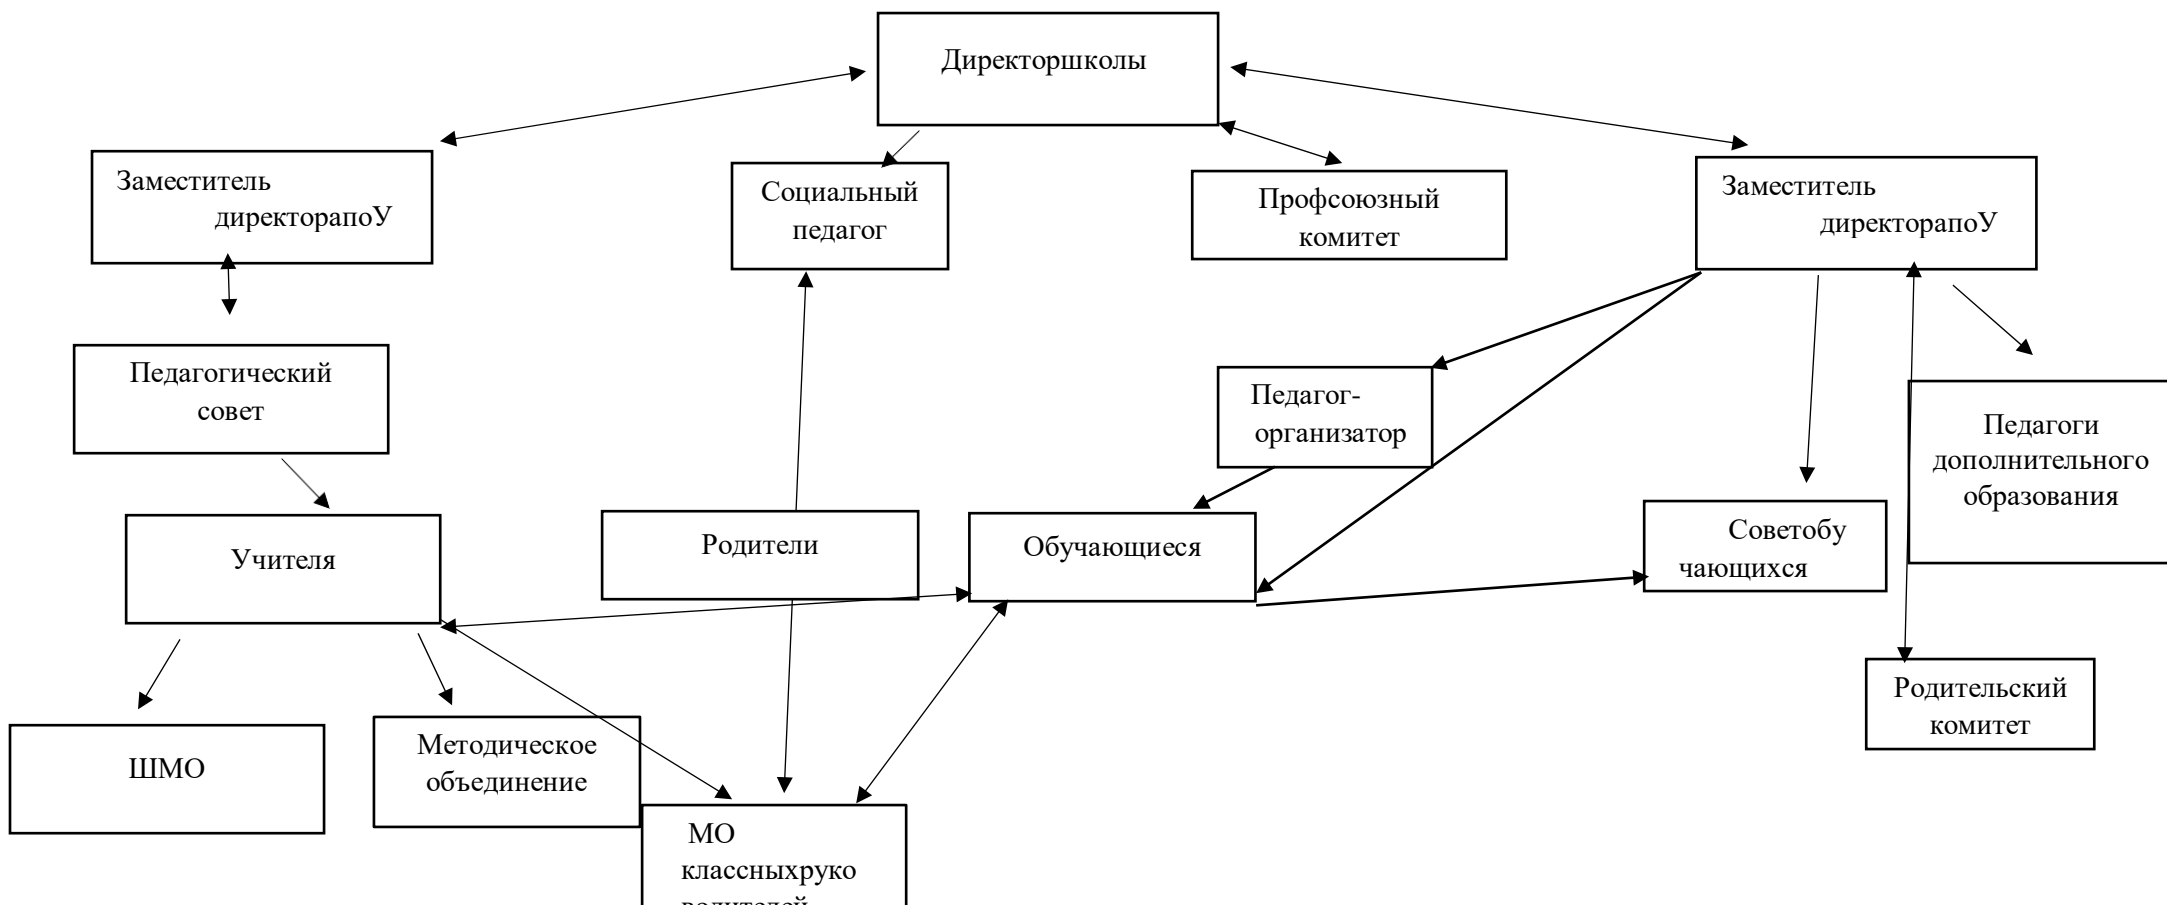 Директоршколы
Заместитель
директорапоУ
Социальный
педагог
Профсоюзный
комитет
Заместитель
директорапоУ
Педагогический
совет
Педагог-
организатор
Педагоги
дополнительного
образования
Учителя
Родители
Обучающиеся
Советобу
чающихся
Родительский
комитет
ШМО
Методическое
объединение
МО
классныхруко
водителей